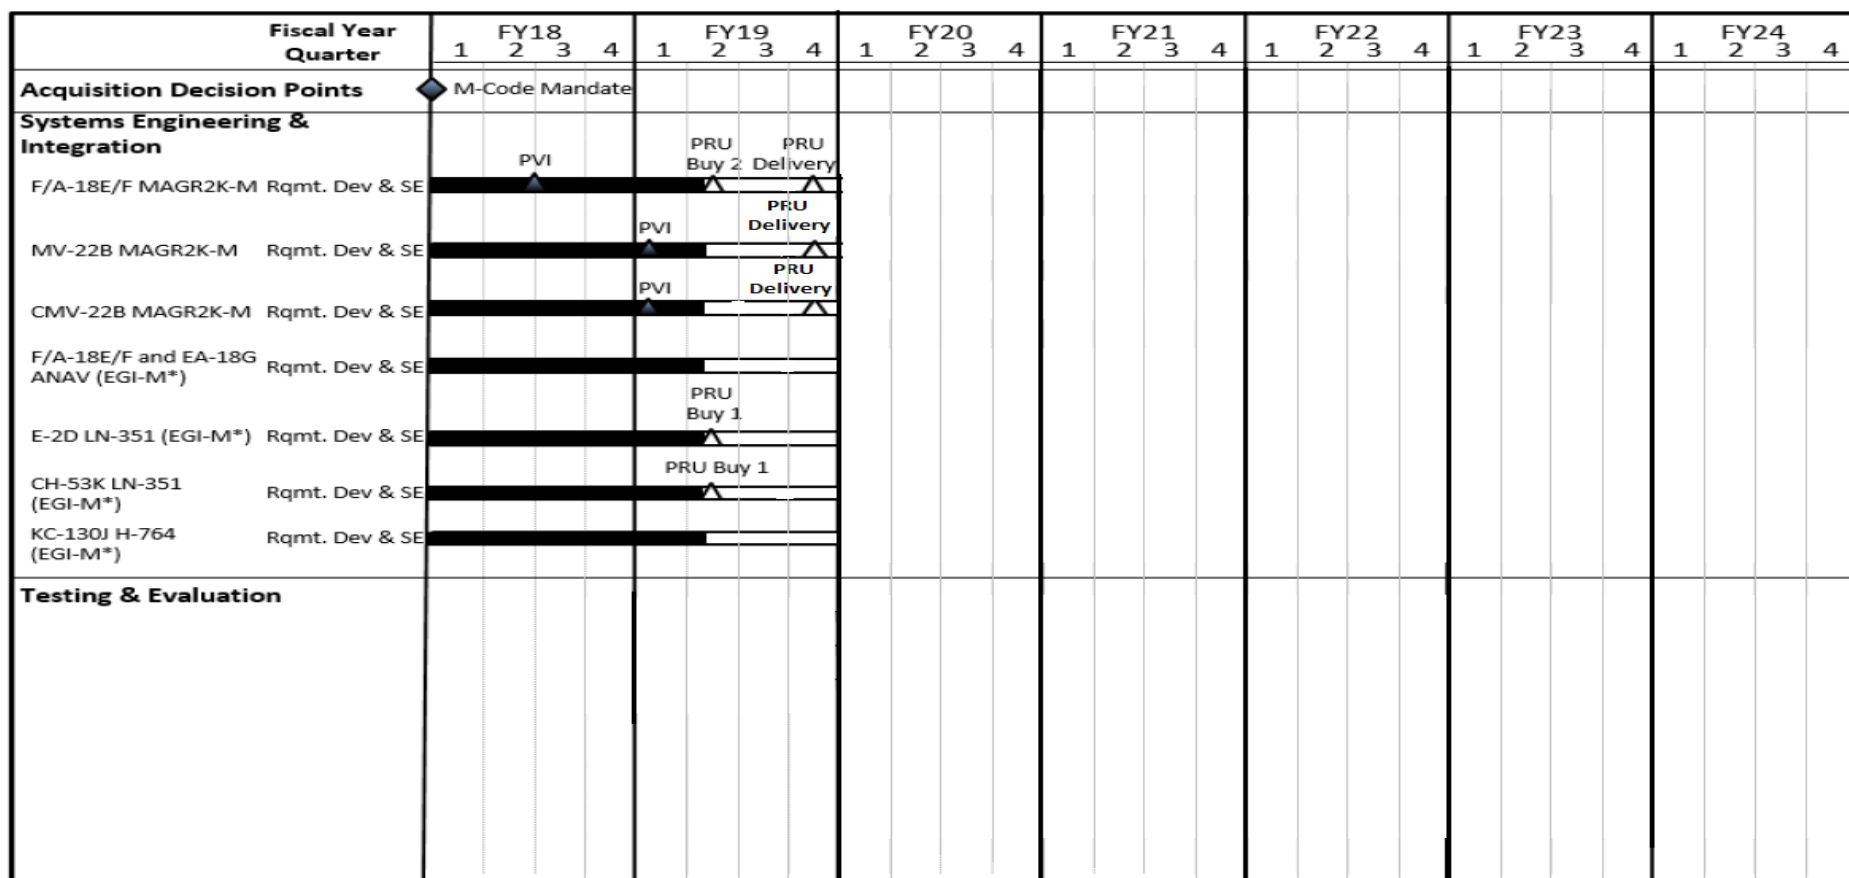 Fiscal Year FY18 FY19 FY20 FY21 FY22 FY23 FY24
Quarter 1 2 3 4 1 2 3 4 1 2 3 4 1 2 3 4 1 2 3 4 1 2 3 4 1 2 3 4
Acquisition Decision Points M-Code Mandate
Systems Engineering &
Integration
PRU PRU
PVI Buy 2 Delivery
F/A-18E/F MAGR2K-M Rqmt. Dev & SE
PRU
Delivery
PVI
MV-22B MAGR2K-M Rqmt. Dev & SE
PRU
Delivery
PVI
CMV-22B MAGR2K-M Rqmt. Dev & SE
F/A-18E/F and EA-18G
ANAV (EGI-M*) Rqmt. Dev & SE
PRU
Buy 1
E-2D LN-351 (EGI-M*) Rqmt. Dev & SE
PRU Buy 1
CH-53K LN-351
(EGI-M*) Rqmt. Dev & SE
KC-130J H-764
(EGI-M*) Rqmt. Dev & SE
Testing & Evaluation